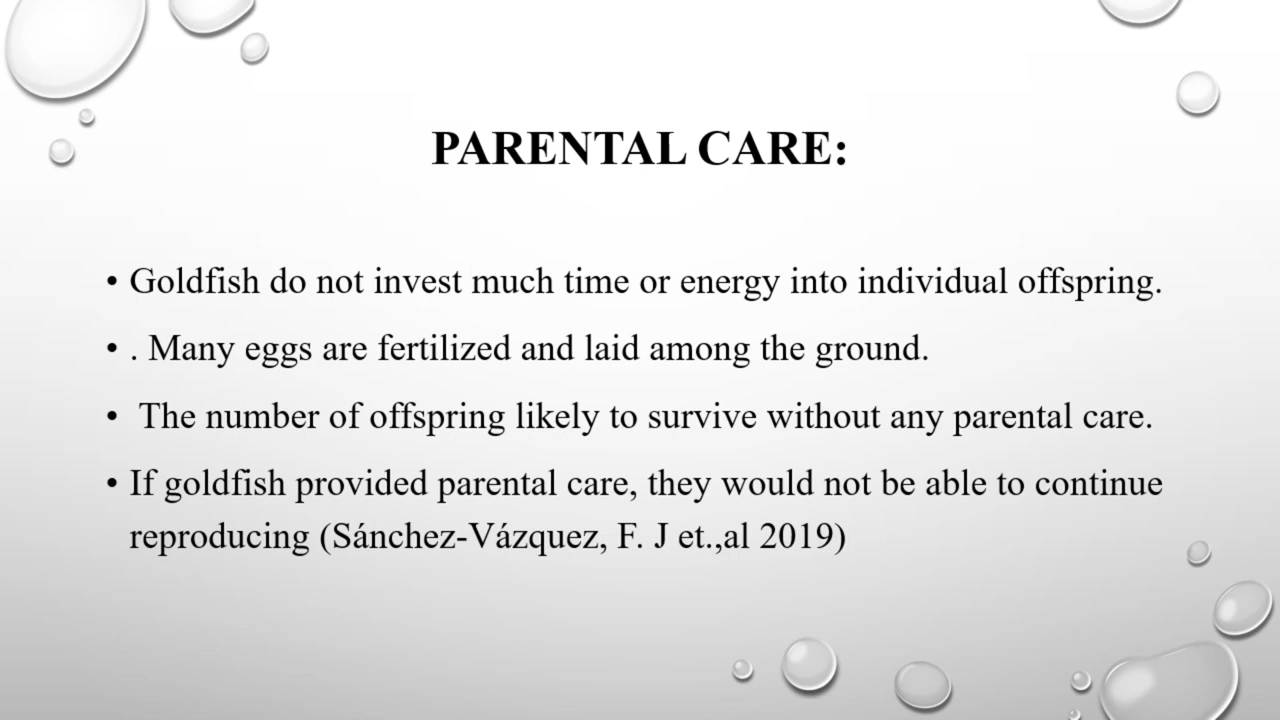 PARENTAL CARE:
• Goldfish do not invest much time or energy into individual offspring.
• . Many eggs are fertilized and laid among the ground.
• The number of offspring likely to survive without any parental care.
• If goldfish provided parental care, they would not be able to continue
reproducing (Sánchez-Vázquez, F. J et.,al 2019)